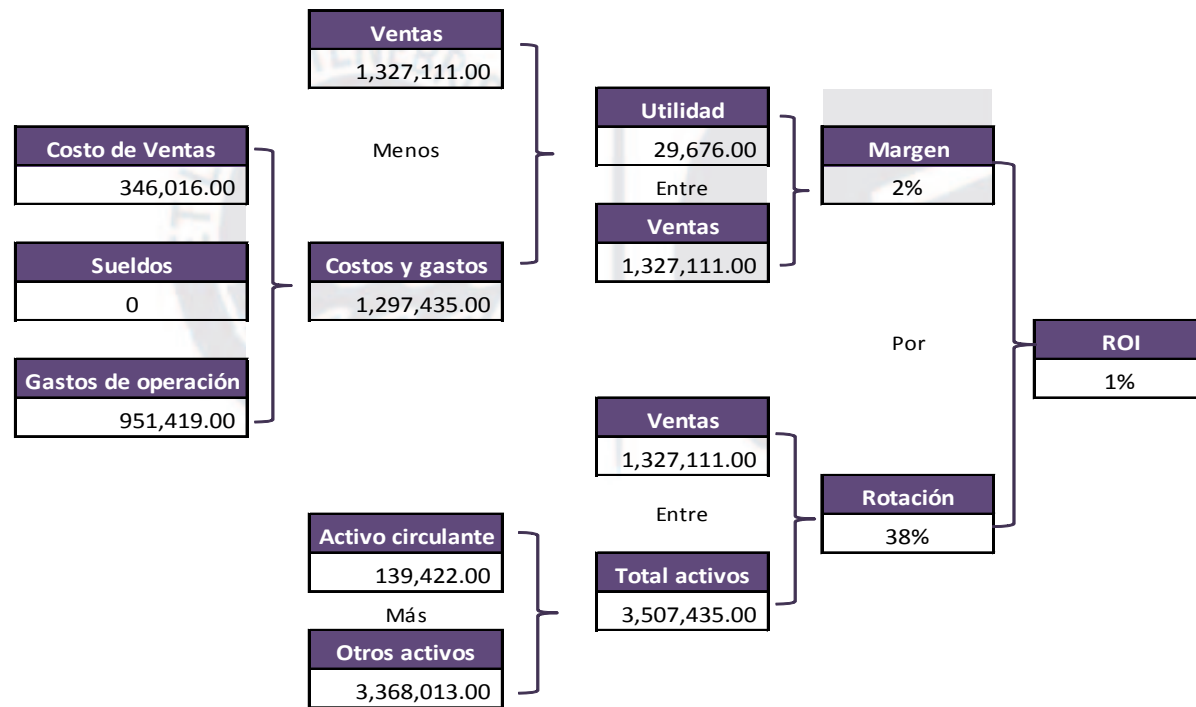 Ventas
1,327,111.00
Menos
Costo de Ventas
346,016.00
Sueldos
0
Gastos de operación
951,419.00
Costos y gastos
1,297,435.00
Utilidad
29,676.00
Entre
Ventas
1,327,111.00
Margen
2%
Por
ROI
1%
Ventas
1,327,111.00
Entre
Total activos
3,507,435.00
Rotación
38%
Activo circulante
139,422.00
Más
Otros activos
3,368,013.00